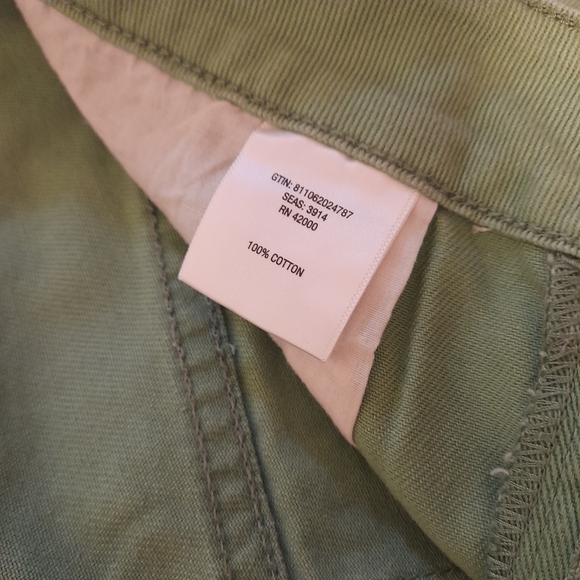 GTIN: 811062024787
SEAS: 3914
RN 42000
100% COTTON